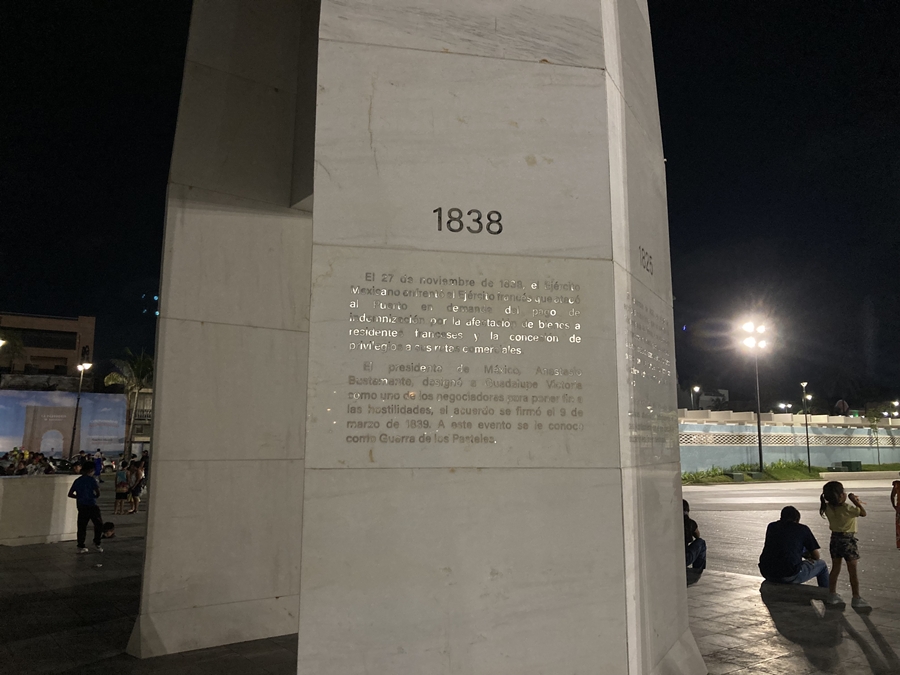 1838
El 27 de noviembre de 1838, el Ejército
Mexicano enfrentó al Ejército francés que atacó
al Puerto en demanda del pago de
indemnización por la afectación de bienes a
residentes franceses y la concesión de
privilegios a sus rutas comerciales.
El presidente de México, Anastasio
Bustamante, designó a Guadalupe Victoria
como uno de los negociadores para poner fin a
las hostilidades, el acuerdo se firmó el 9 de
marzo de 1839. A este evento se le conoce
como Guerra de los Pasteles.
1825